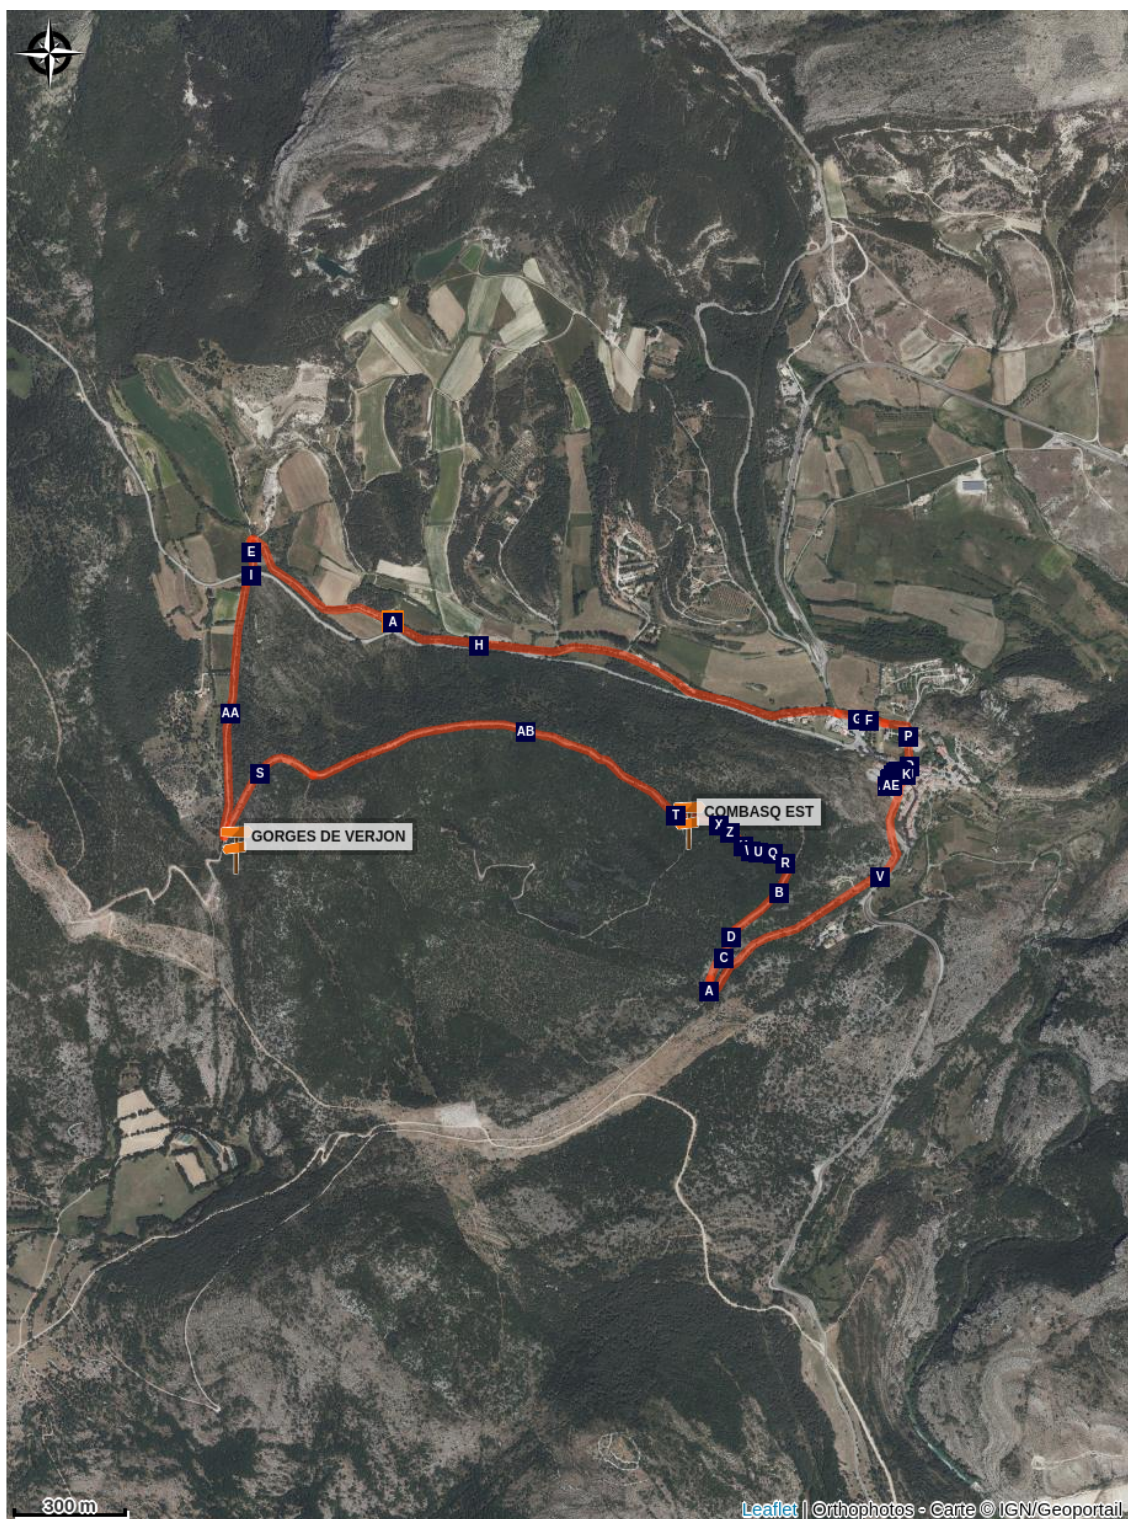 E
I
A
H
AA
G F
P
K
AE
S
AB
T
COMBASQ EST
X
Z
U Q
R
GORGES DE VERJON
V
B
D
C
A
300 m
Leaflet | Orthophotos - Carte © IGN/Geoportail